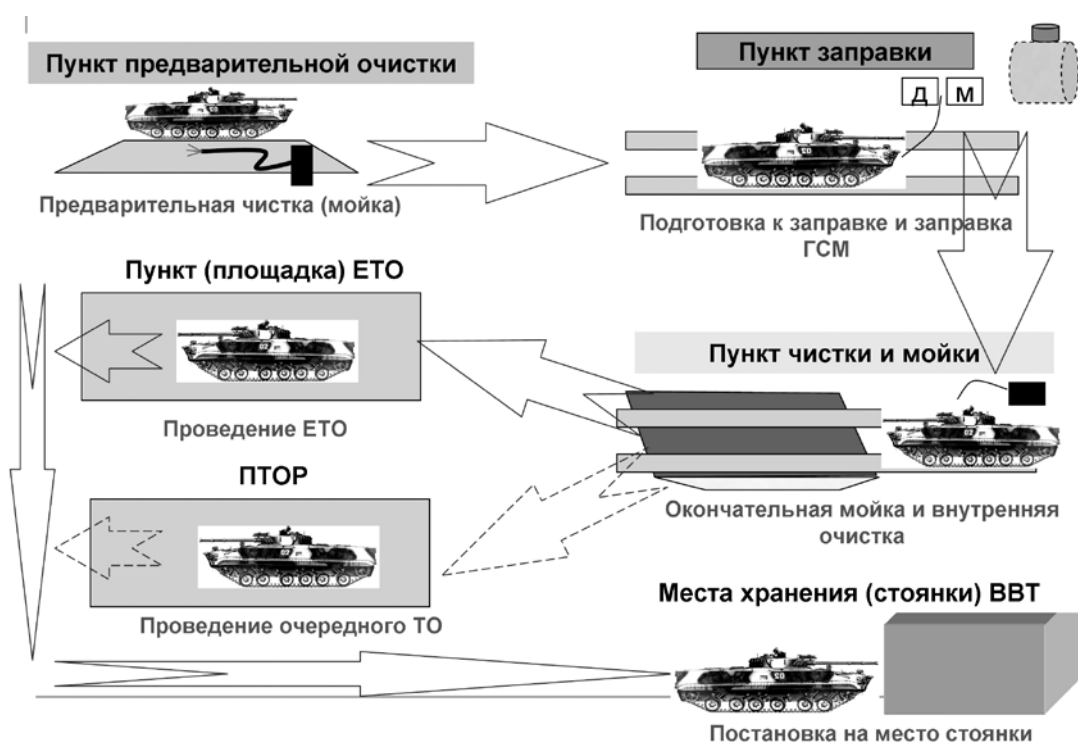 Пункт предварительной очистки
Предварительная чистка (мойка)
Пункт заправки
Д М
Подготовка к заправке и заправка
ГСМ
Пункт (площадка) ЕТО
Проведение ЕТО
Пункт чистки и мойки
Окончательная мойка и внутренняя
очистка
ПТОР
Проведение очередного ТО
Места хранения (стоянки) ВВТ
Постановка на место стоянки